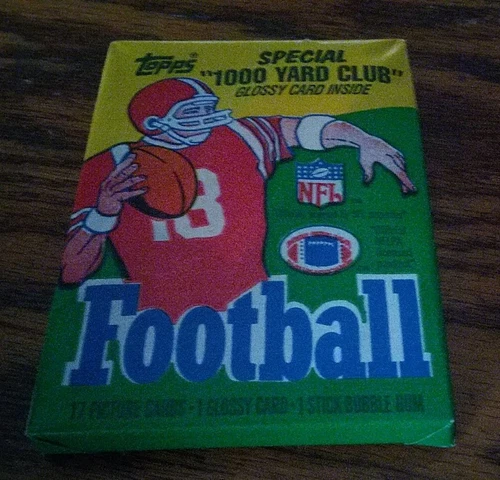 Topps®
SPECIAL
"1000 YARD CLUB"
GLOSSY CARD INSIDE
18
NFL
Football
17 PICTURE CARDS · 1 GLOSSY CARD · 1 STICK BUBBLE GUM